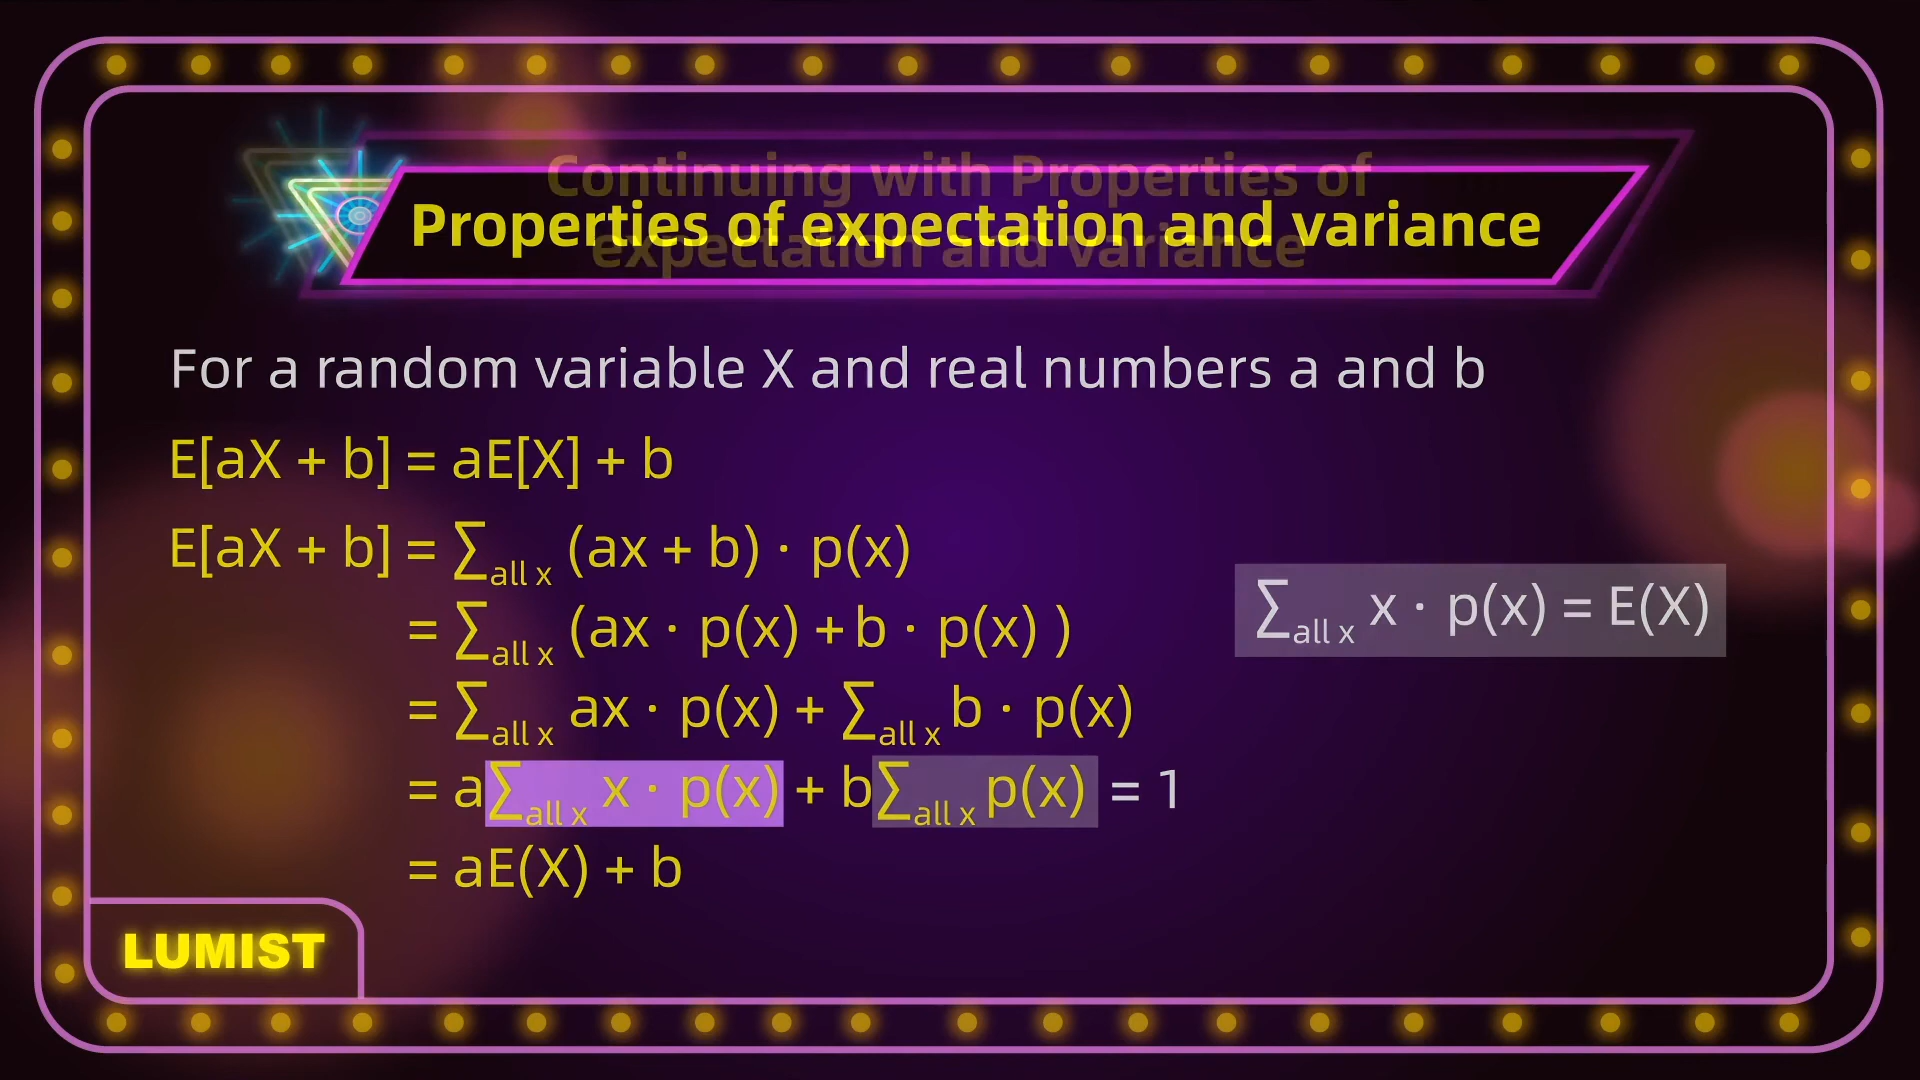 Continuing with Properties of
expectation and variance
Properties of expectation and variance
For a random variable X and real numbers a and b
E[aX + b] = aE[X] + b
E[aX + b] = ∑all x (ax + b) · p(x)
= ∑all x (ax · p(x) + b · p(x) )
∑all x x · p(x) = E(X)
= ∑all x ax · p(x) + ∑all x b · p(x)
= a∑all x x · p(x) + b∑all x p(x) = 1
= aE(X) + b
LUMIST